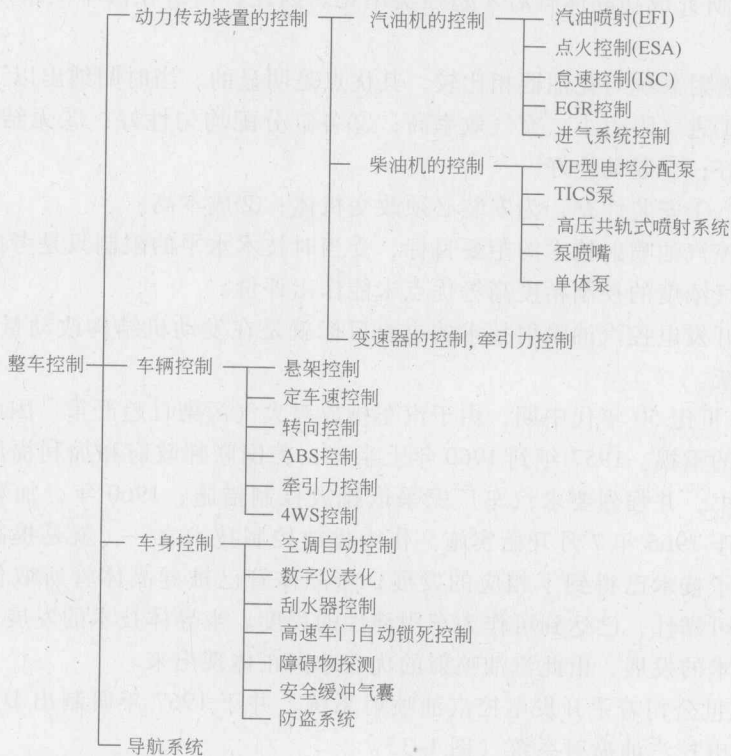 动力传动装置的控制
汽油机的控制
汽油喷射(EFI)
点火控制(ESA)
怠速控制(ISC)
EGR控制
进气系统控制
柴油机的控制
VE型电控分配泵
TICS泵
高压共轨式喷射系统
泵喷嘴
单体泵
变速器的控制,牵引力控制
整车控制
车辆控制
悬架控制
定车速控制
转向控制
ABS控制
牵引力控制
4WS控制
车身控制
空调自动控制
数字仪表化
刮水器控制
高速车门自动锁死控制
障碍物探测
安全缓冲气囊
防盗系统
导航系统